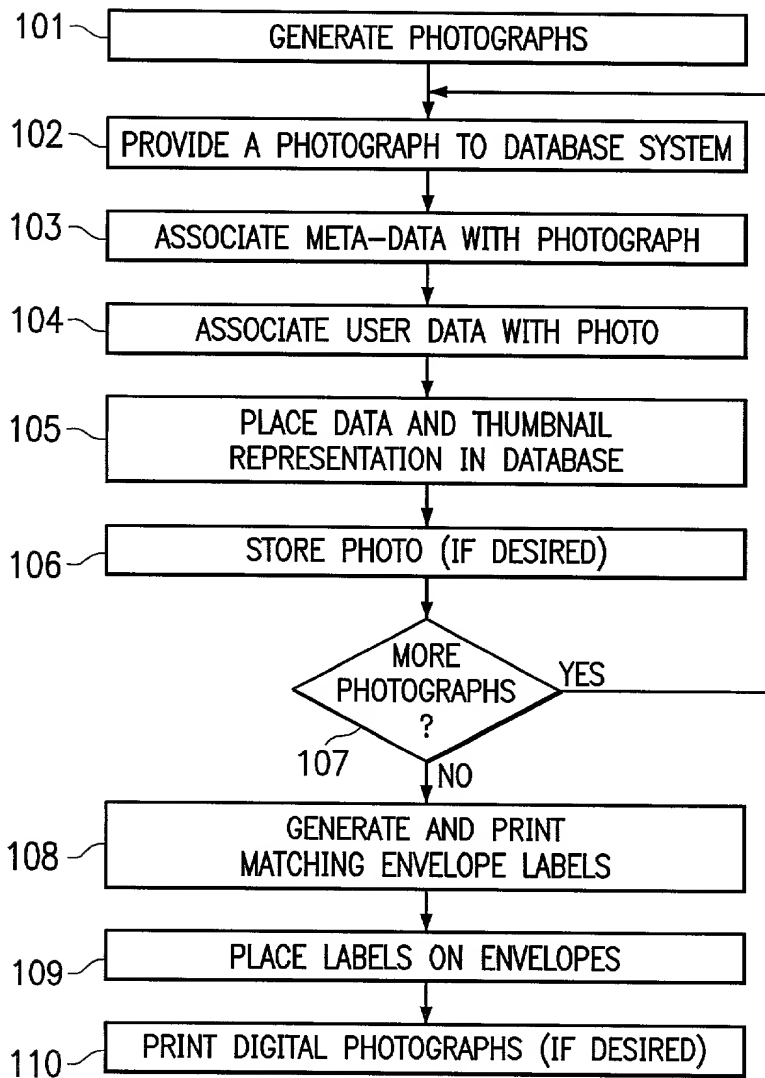 101
GENERATE PHOTOGRAPHS
102
PROVIDE A PHOTOGRAPH TO DATABASE SYSTEM
103
ASSOCIATE META-DATA WITH PHOTOGRAPH
104
ASSOCIATE USER DATA WITH PHOTO
105
PLACE DATA AND THUMBNAIL
REPRESENTATION IN DATABASE
106
STORE PHOTO (IF DESIRED)
MORE
PHOTOGRAPHS
?
YES
107
NO
108
GENERATE AND PRINT
MATCHING ENVELOPE LABELS
109
PLACE LABELS ON ENVELOPES
110
PRINT DIGITAL PHOTOGRAPHS (IF DESIRED)